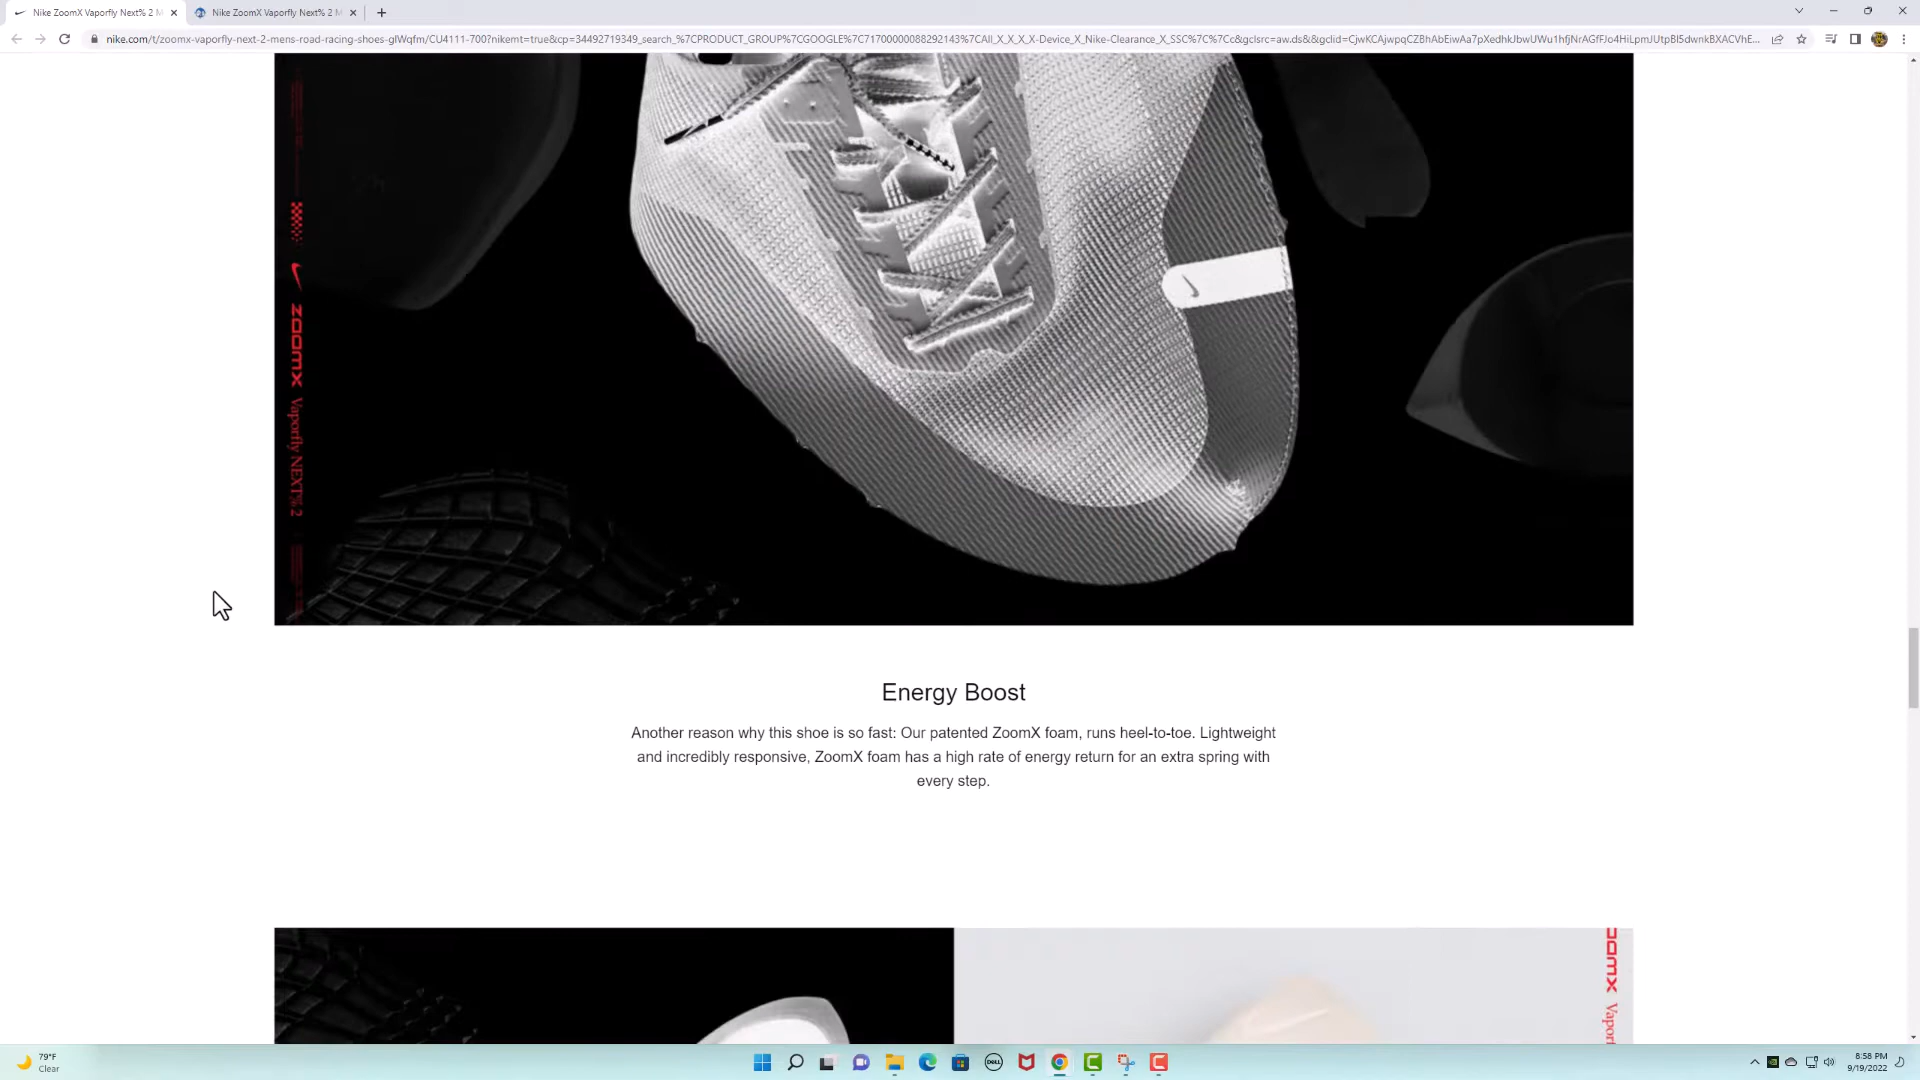 Nike ZoomX Vaporfly Next% 2 M
Nike ZoomX Vaporfly Next% 2 M
ZOOMX Vaporfly NEXT% 2
Energy Boost
Another reason why this shoe is so fast: Our patented ZoomX foam, runs heel-to-toe. Lightweight
and incredibly responsive, ZoomX foam has a high rate of energy return for an extra spring with
every step.
79°F
Clear
DELL
8:58 PM
9/19/2022